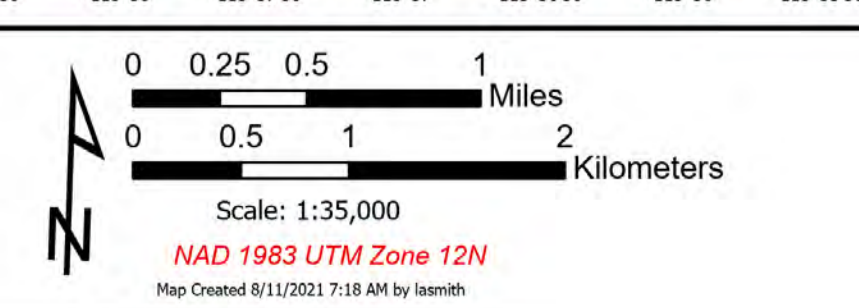 0 0.25 0.5 1
Miles
0 0.5 1 2
Kilometers
N
Scale: 1:35,000
NAD 1983 UTM Zone 12N
Map Created 8/11/2021 7:18 AM by lasmith